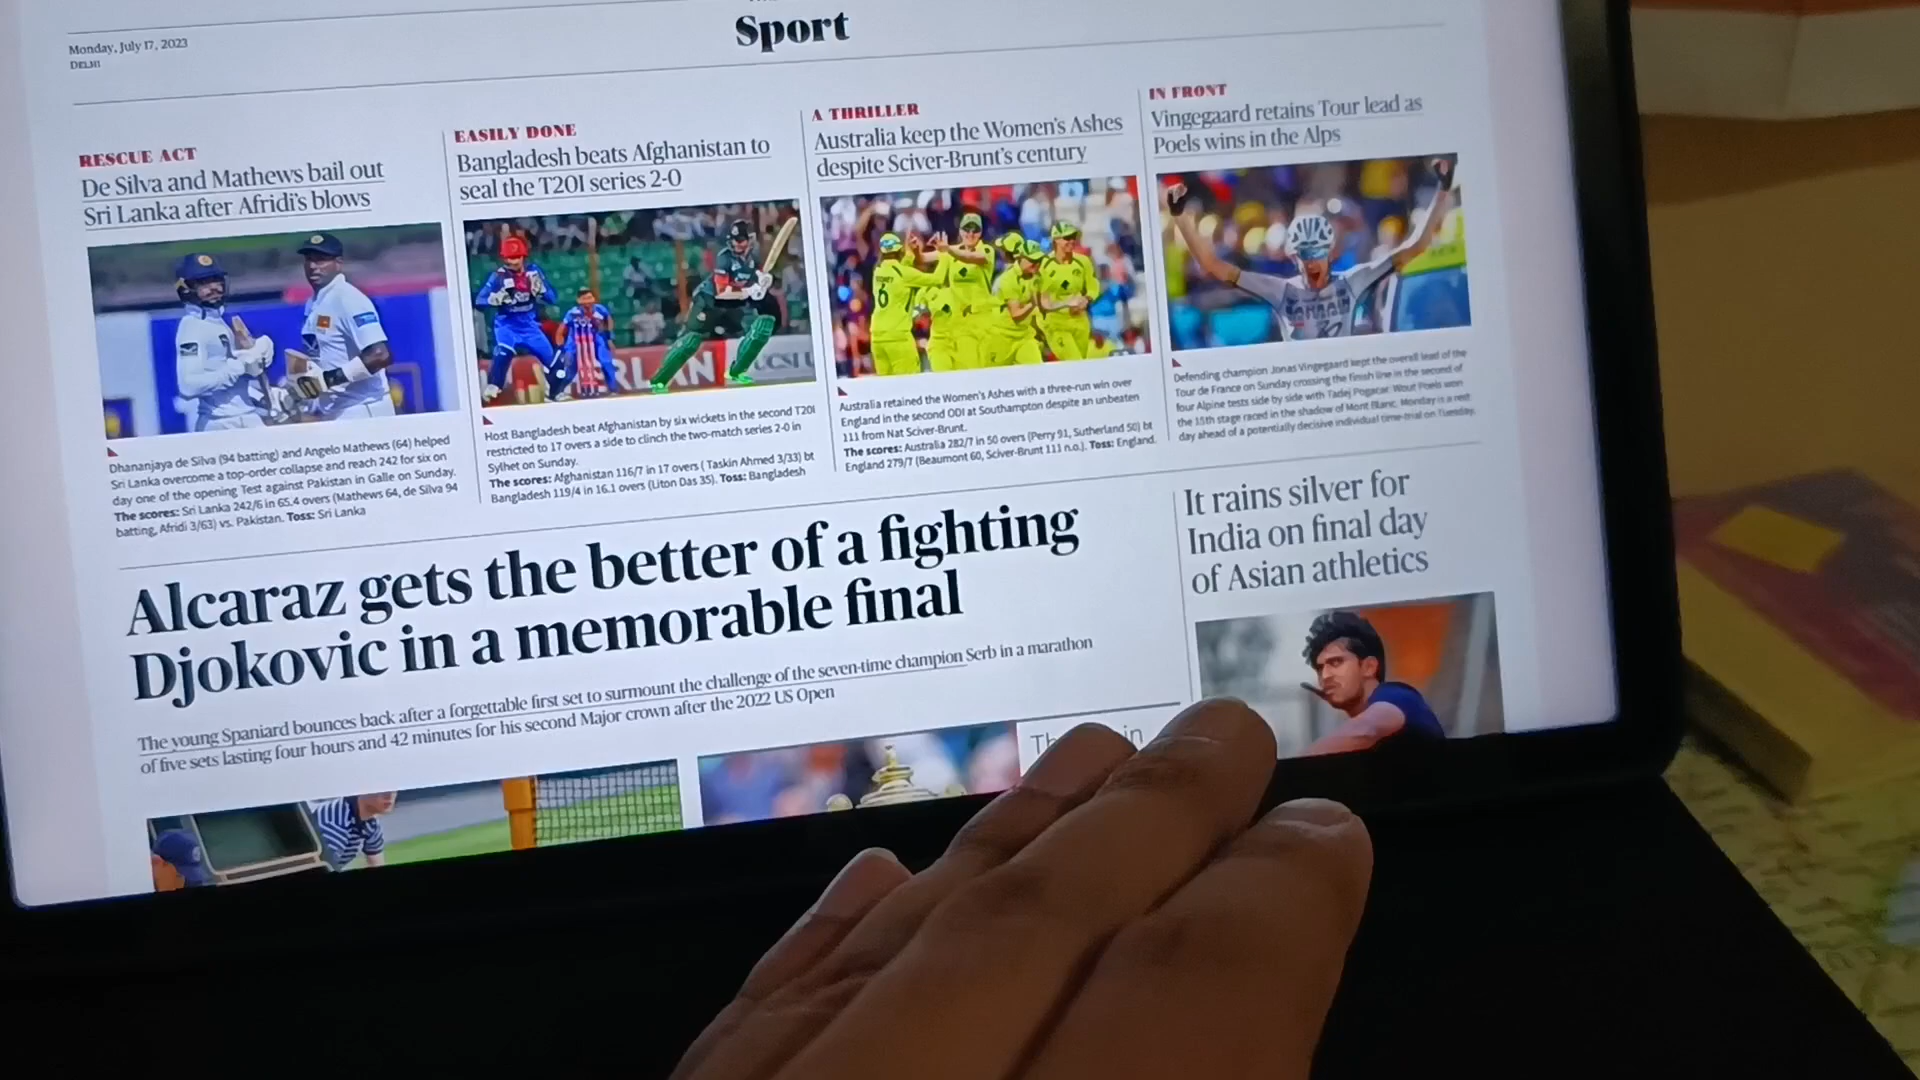 Sport
Monday, July 17, 2023
DELHI
RESCUE ACT
De Silva and Mathews bail out
Sri Lanka after Afridi's blows
Dhananjaya de Silva (94 batting) and Angelo Mathews (64) helped
Sri Lanka overcome a top-order collapse and reach 242 for six on
day one of the opening Test against Pakistan in Galle on Sunday.
The scores: Sri Lanka 242/6 in 65.4 overs (Mathews 64, de Silva 94
batting, Afridi 3/63) vs. Pakistan. Toss: Sri Lanka
EASILY DONE
Bangladesh beats Afghanistan to
seal the T20I series 2-0
Host Bangladesh beat Afghanistan by six wickets in the second T20I
restricted to 17 overs a side to clinch the two-match series 2-0 in
Sylhet on Sunday.
The scores: Afghanistan 116/7 in 17 overs ( Taskin Ahmed 3/33) bt
Bangladesh 119/4 in 16.1 overs (Liton Das 35). Toss: Bangladesh
A THRILLER
Australia keep the Women's Ashes
despite Sciver-Brunt's century
6
Australia retained the Women's Ashes with a three-run win over
England in the second ODI at Southampton despite an unbeaten
111 from Nat Sciver-Brunt.
The scores: Australia 282/7 in 50 overs (Perry 91, Sutherland 50) bt
England 279/7 (Beaumont 60, Sciver-Brunt 111 n.o.). Toss: England.
IN FRONT
Vingegaard retains Tour lead as
Poels wins in the Alps
BAHRAIN
Defending champion Jonas Vingegaard kept the overall lead of the
Tour de France on Sunday crossing the finish line in the second of
four Alpine tests side by side with Tadej Pogacar. Wout Poels won
the 15th stage raced in the shadow of Mont Blanc. Monday is a rest
day ahead of a potentially decisive individual time-trial on Tuesday.
Alcaraz gets the better of a fighting
Djokovic in a memorable final
The young Spaniard bounces back after a forgettable first set to surmount the challenge of the seven-time champion Serb in a marathon
of five sets lasting four hours and 42 minutes for his second Major crown after the 2022 US Open
It rains silver for
India on final day
of Asian athletics